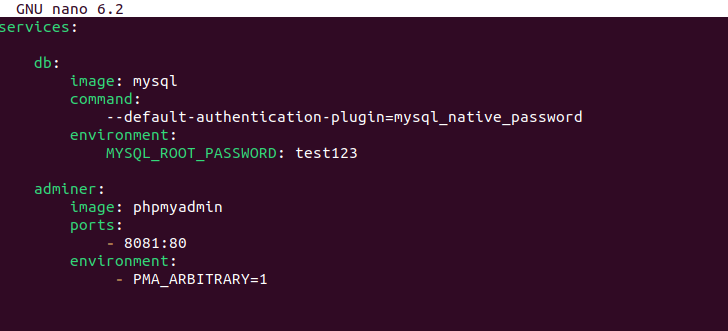 GNU nano 6.2
services:
db:
image: mysql
command:
--default-authentication-plugin=mysql_native_password
environment:
MYSQL_ROOT_PASSWORD: test123
adminer:
image: phpmyadmin
ports:
- 8081:80
environment:
- PMA_ARBITRARY=1